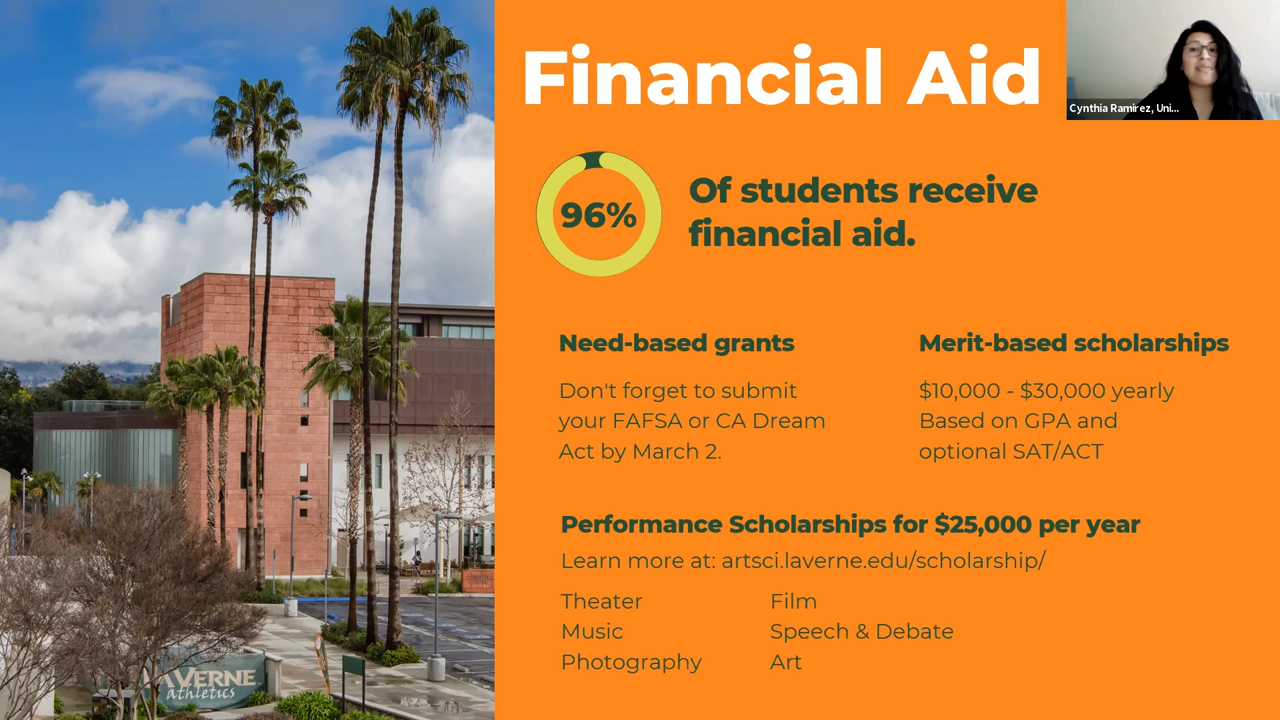 Financial Aid
Cynthia Ramirez, Uni...
96%
Of students receive
financial aid.
Need-based grants
Don't forget to submit
your FAFSA or CA Dream
Act by March 2.
Merit-based scholarships
$10,000 - $30,000 yearly
Based on GPA and
optional SAT/ACT
Performance Scholarships for $25,000 per year
Learn more at: artsci.laverne.edu/scholarship/
Theater
Music
Photography
Film
Speech & Debate
Art
LAVERNE
athletics